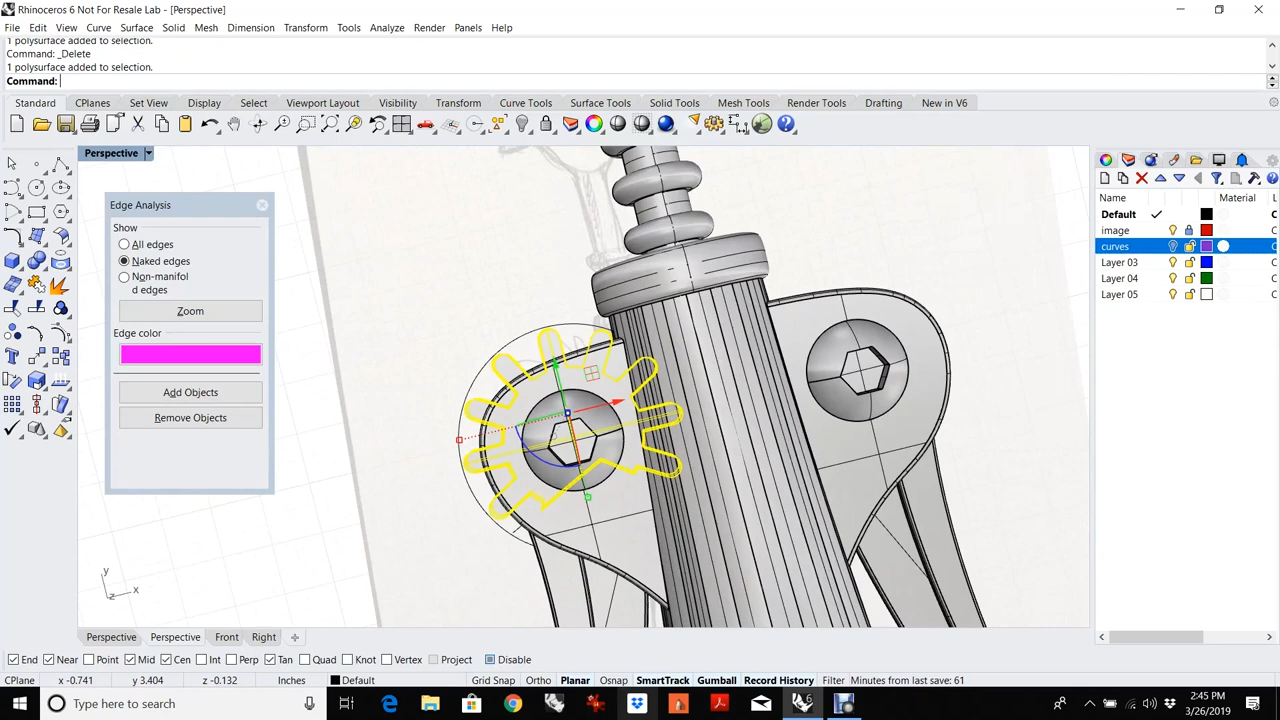 Rhinoceros 6 Not For Resale Lab - [Perspective]
File Edit View Curve Surface Solid Mesh Dimension Transform Tools Analyze Render Panels Help
1 polysurface added to selection.
Command: _Delete
1 polysurface added to selection.
Command:
Standard CPlanes Set View Display Select Viewport Layout Visibility Transform Curve Tools Surface Tools Solid Tools Mesh Tools Render Tools Drafting New in V6
Perspective
Edge Analysis
Show
All edges
Naked edges
Non-manifol
d edges
Zoom
Edge color
Add Objects
Remove Objects
Name Material L
Default C
image C
curves C
Layer 03 C
Layer 04 C
Layer 05 C
y
z x
Perspective Perspective Front Right
End Near Point Mid Cen Int Perp Tan Quad Knot Vertex Project Disable
CPlane x -0.741 y 3.404 z -0.132 Inches Default Grid Snap Ortho Planar Osnap SmartTrack Gumball Record History Filter Minutes from last save: 61
Type here to search
2:45 PM
3/26/2019